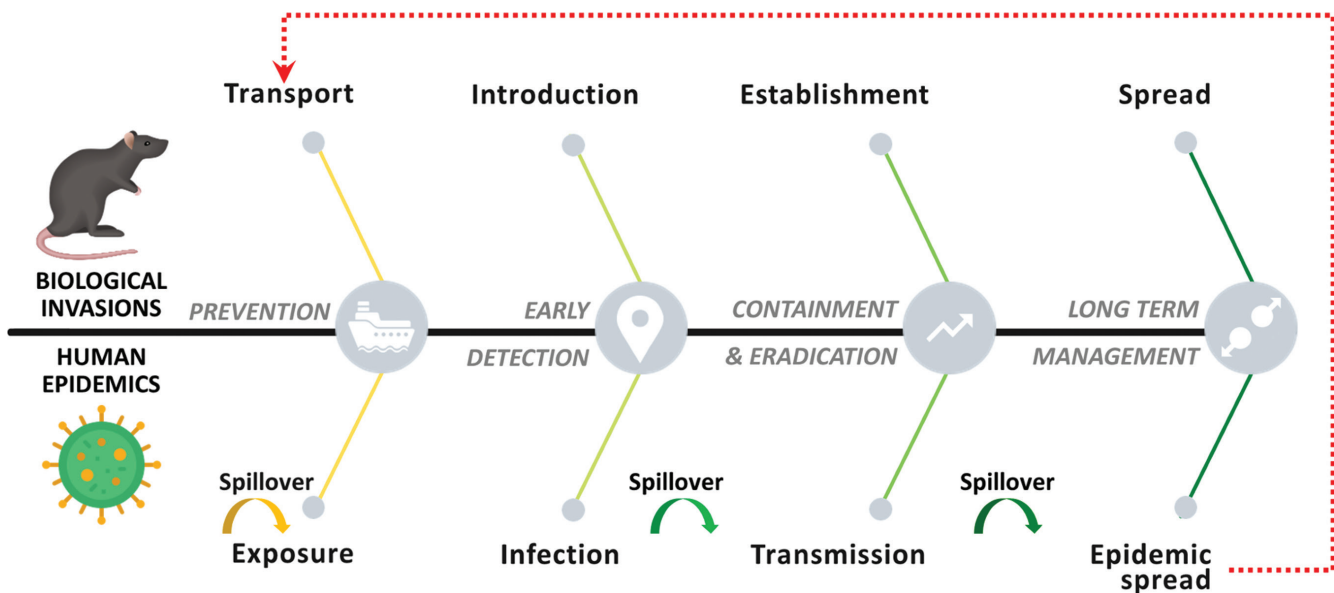 Transport
Introduction
Establishment
Spread
BIOLOGICAL
INVASIONS
PREVENTION
EARLY
DETECTION
CONTAINMENT
& ERADICATION
LONG TERM
MANAGEMENT
HUMAN
EPIDEMICS
Spillover
Spillover
Spillover
Exposure
Infection
Transmission
Epidemic
spread